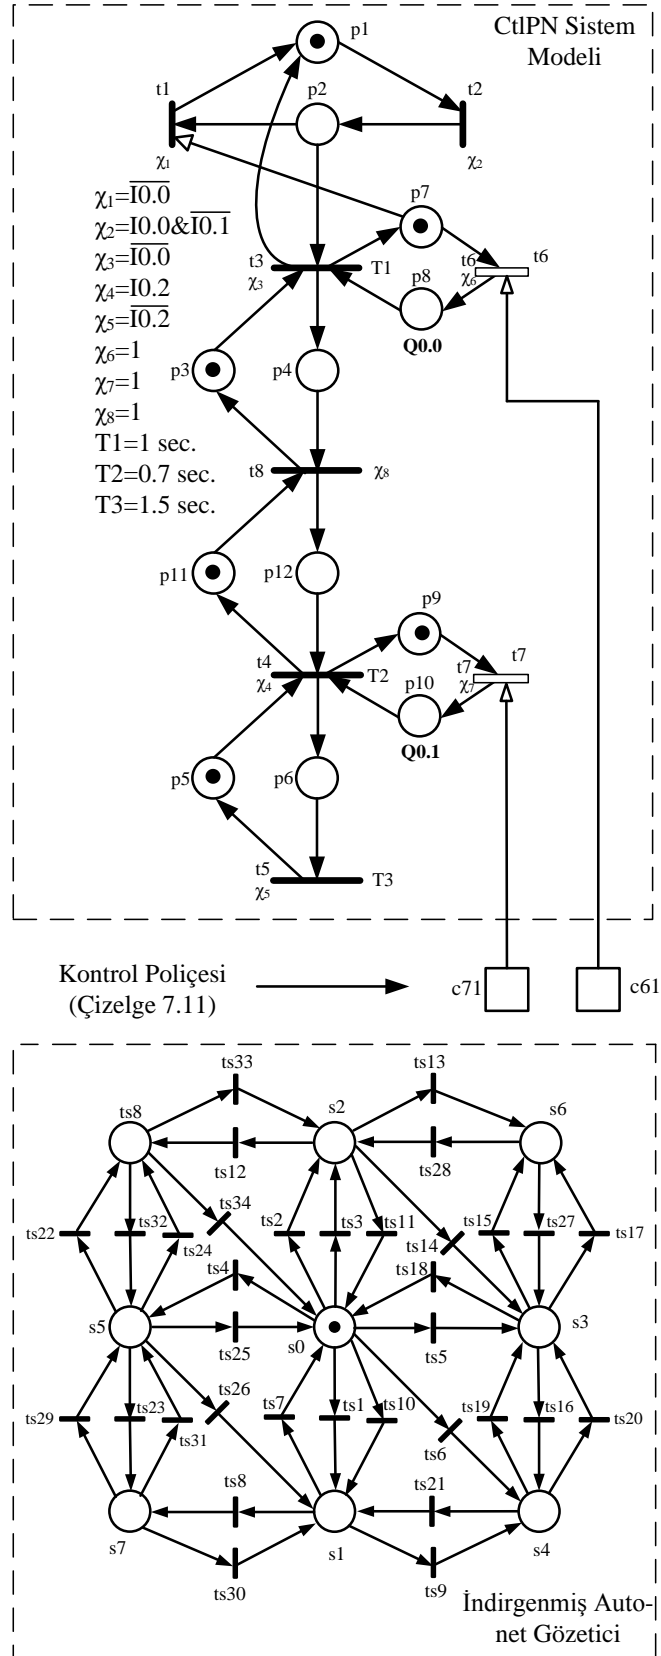 CtlPN Sistem
Modeli
p1
t1
p2
t2
χ1
χ2
χ1=I̅0̅.̅0̅
χ2=I0.0&I̅0̅.̅1̅
χ3=I̅0̅.̅0̅
χ4=I0.2
χ5=I̅0̅.̅2̅
χ6=1
χ7=1
χ8=1
T1=1 sec.
T2=0.7 sec.
T3=1.5 sec.
p7
t3
χ3
T1
p8
t6
χ6
t6
Q0.0
p3
p4
t8
χ8
p11
p12
p9
t4
χ4
T2
p10
t7
χ7
t7
Q0.1
p5
p6
t5
χ5
T3
Kontrol Poliçesi
(Çizelge 7.11)
c71
c61
ts33
ts13
ts8
s2
s6
ts12
ts28
ts34
ts22
ts32
ts24
ts2
ts3
ts11
ts14
ts15
ts27
ts17
ts4
ts18
s5
s0
s3
ts25
ts5
ts26
ts29
ts23
ts31
ts7
ts1
ts10
ts6
ts19
ts16
ts20
ts8
ts21
s7
s1
s4
ts30
ts9
İndirgenmiş Auto-
net Gözetici